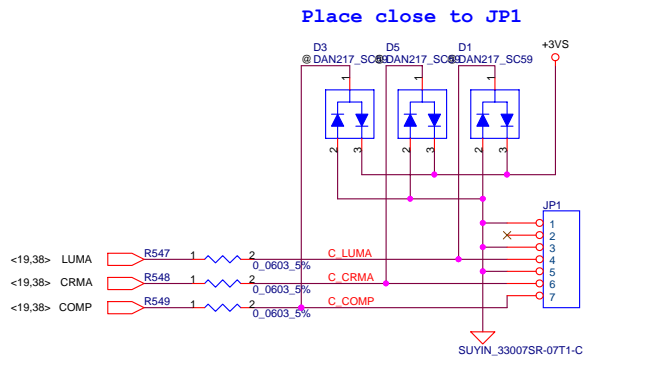 Place close to JP1
D3 D5 D1 +3VS
@ DAN217_SC59 @ DAN217_SC59 @ DAN217_SC59
1 1 1
2 3 2 3 2 3
JP1
1
2
3
4
5
6
7
<19,38> LUMA R547 1 2 C_LUMA
0_0603_5%
<19,38> CRMA R548 1 2 C_CRMA
0_0603_5%
<19,38> COMP R549 1 2 C_COMP
0_0603_5%
SUYIN_33007SR-07T1-C